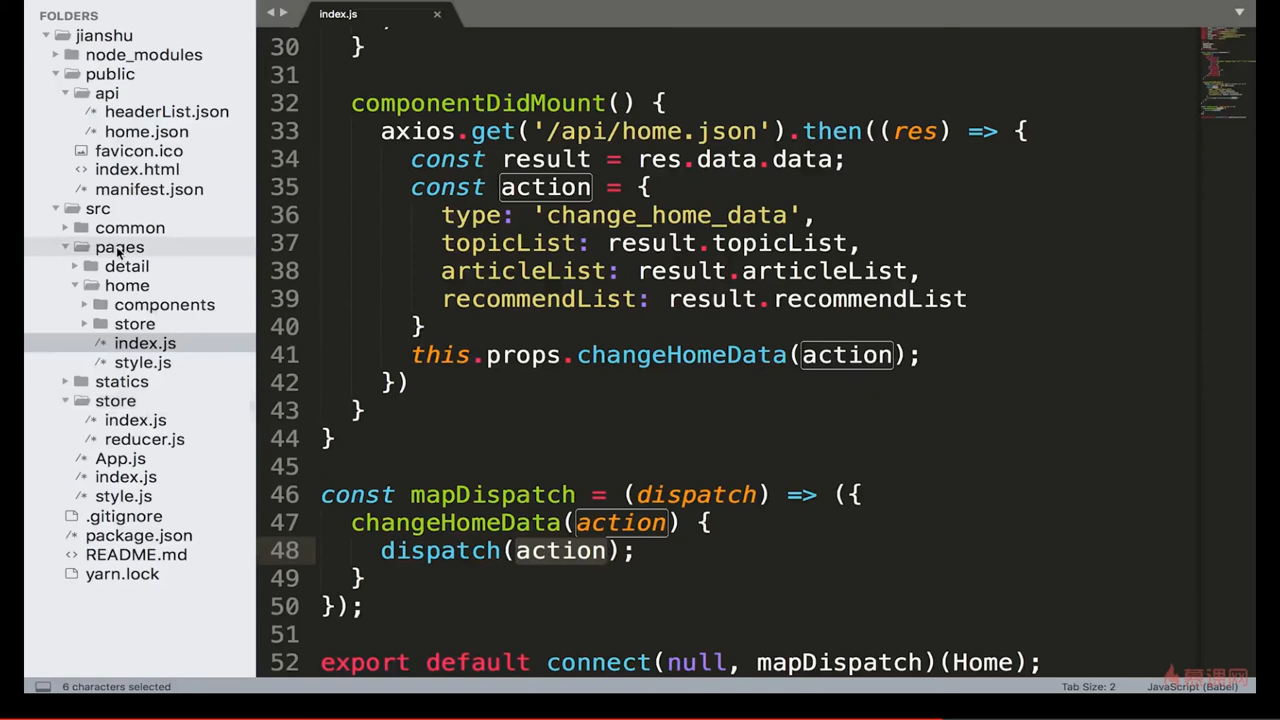 FOLDERS
jianshu
node_modules
public
api
headerList.json
home.json
favicon.ico
index.html
manifest.json
src
common
pages
detail
home
components
store
index.js
style.js
statics
store
index.js
reducer.js
App.js
index.js
style.js
.gitignore
package.json
README.md
yarn.lock
index.js
30 }
31
32 componentDidMount() {
33 axios.get('/api/home.json').then((res) => {
34 const result = res.data.data;
35 const action = {
36 type: 'change_home_data',
37 topicList: result.topicList,
38 articleList: result.articleList,
39 recommendList: result.recommendList
40 }
41 this.props.changeHomeData(action);
42 })
43 }
44 }
45
46 const mapDispatch = (dispatch) => ({
47 changeHomeData(action) {
48 dispatch(action);
49 }
50 });
51
52 export default connect(null, mapDispatch)(Home);
慕课网
6 characters selected
Tab Size: 2
JavaScript (Babel)